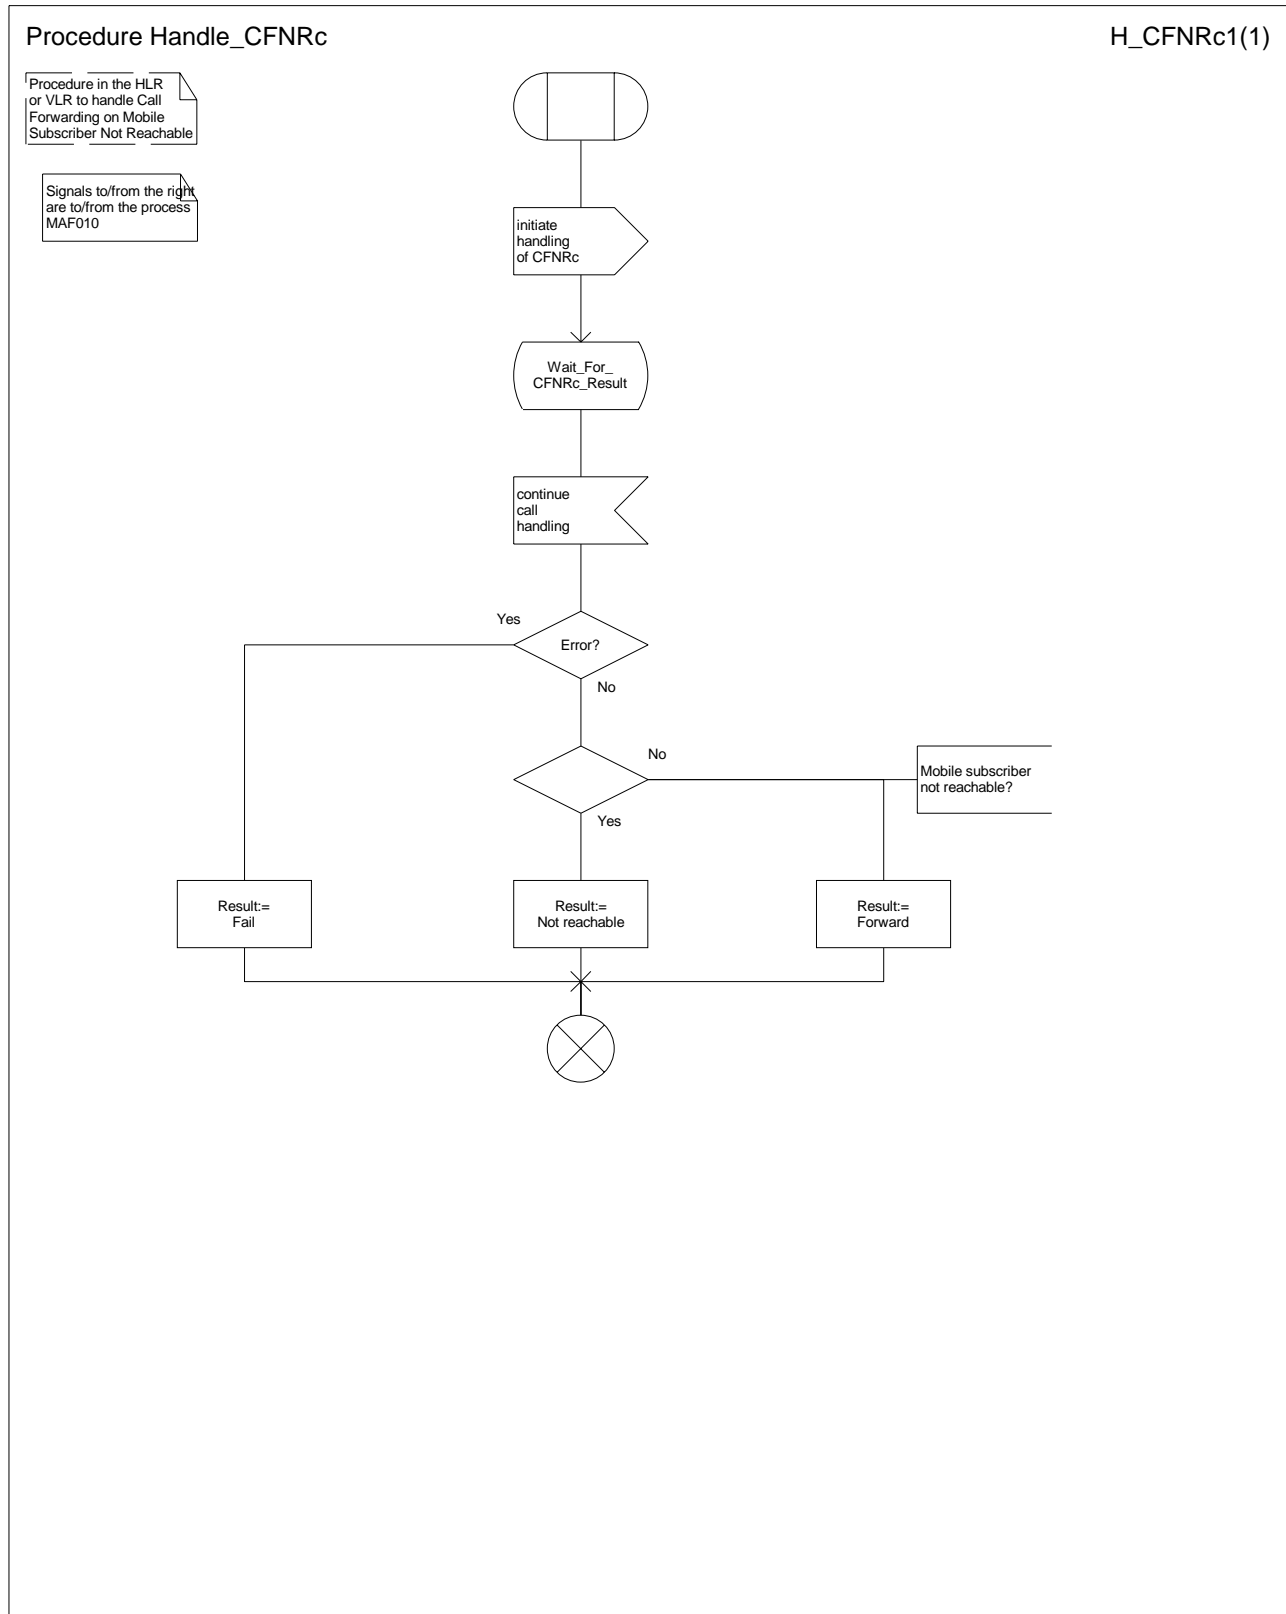 Procedure Handle_CFNRc
H_CFNRc1(1)
Procedure in the HLR
or VLR to handle Call
Forwarding on Mobile
Subscriber Not Reachable
Signals to/from the right
are to/from the process
MAF010
initiate
handling
of CFNRc
Wait_For_
CFNRc_Result
continue
call
handling
Yes
Error?
No
No
Mobile subscriber
not reachable?
Yes
Result:=
Fail
Result:=
Not reachable
Result:=
Forward